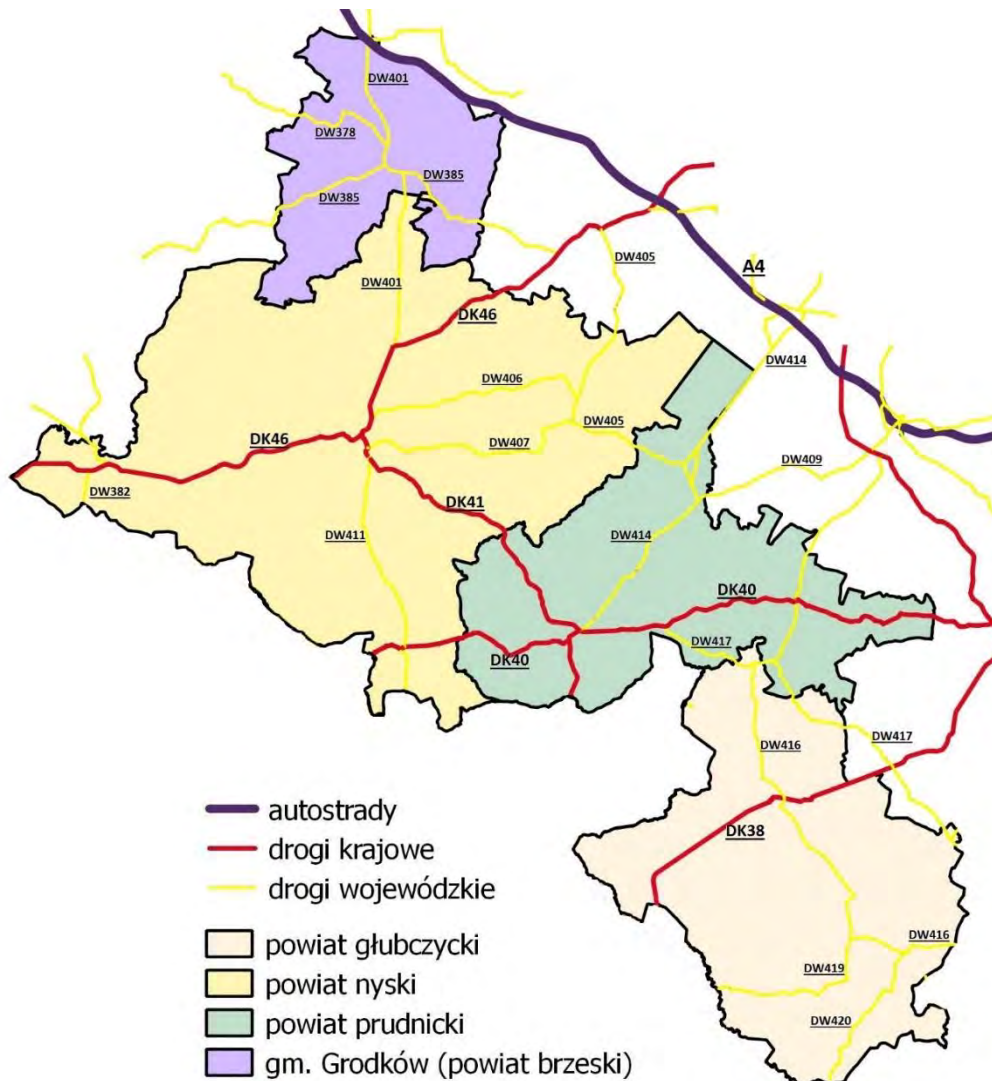 DW401
DW378
DW385
DW385
DW401
DW405
A4
DK46
DW414
DW406
DW405
DK46
DW407
DW409
DW382
DK41
DW411
DW414
DK40
DW417
DK40
DW416
DW417
DK38
DW416
DW419
DW420
autostrady
drogi krajowe
drogi wojewódzkie
powiat głubczycki
powiat nyski
powiat prudnicki
gm. Grodków (powiat brzeski)